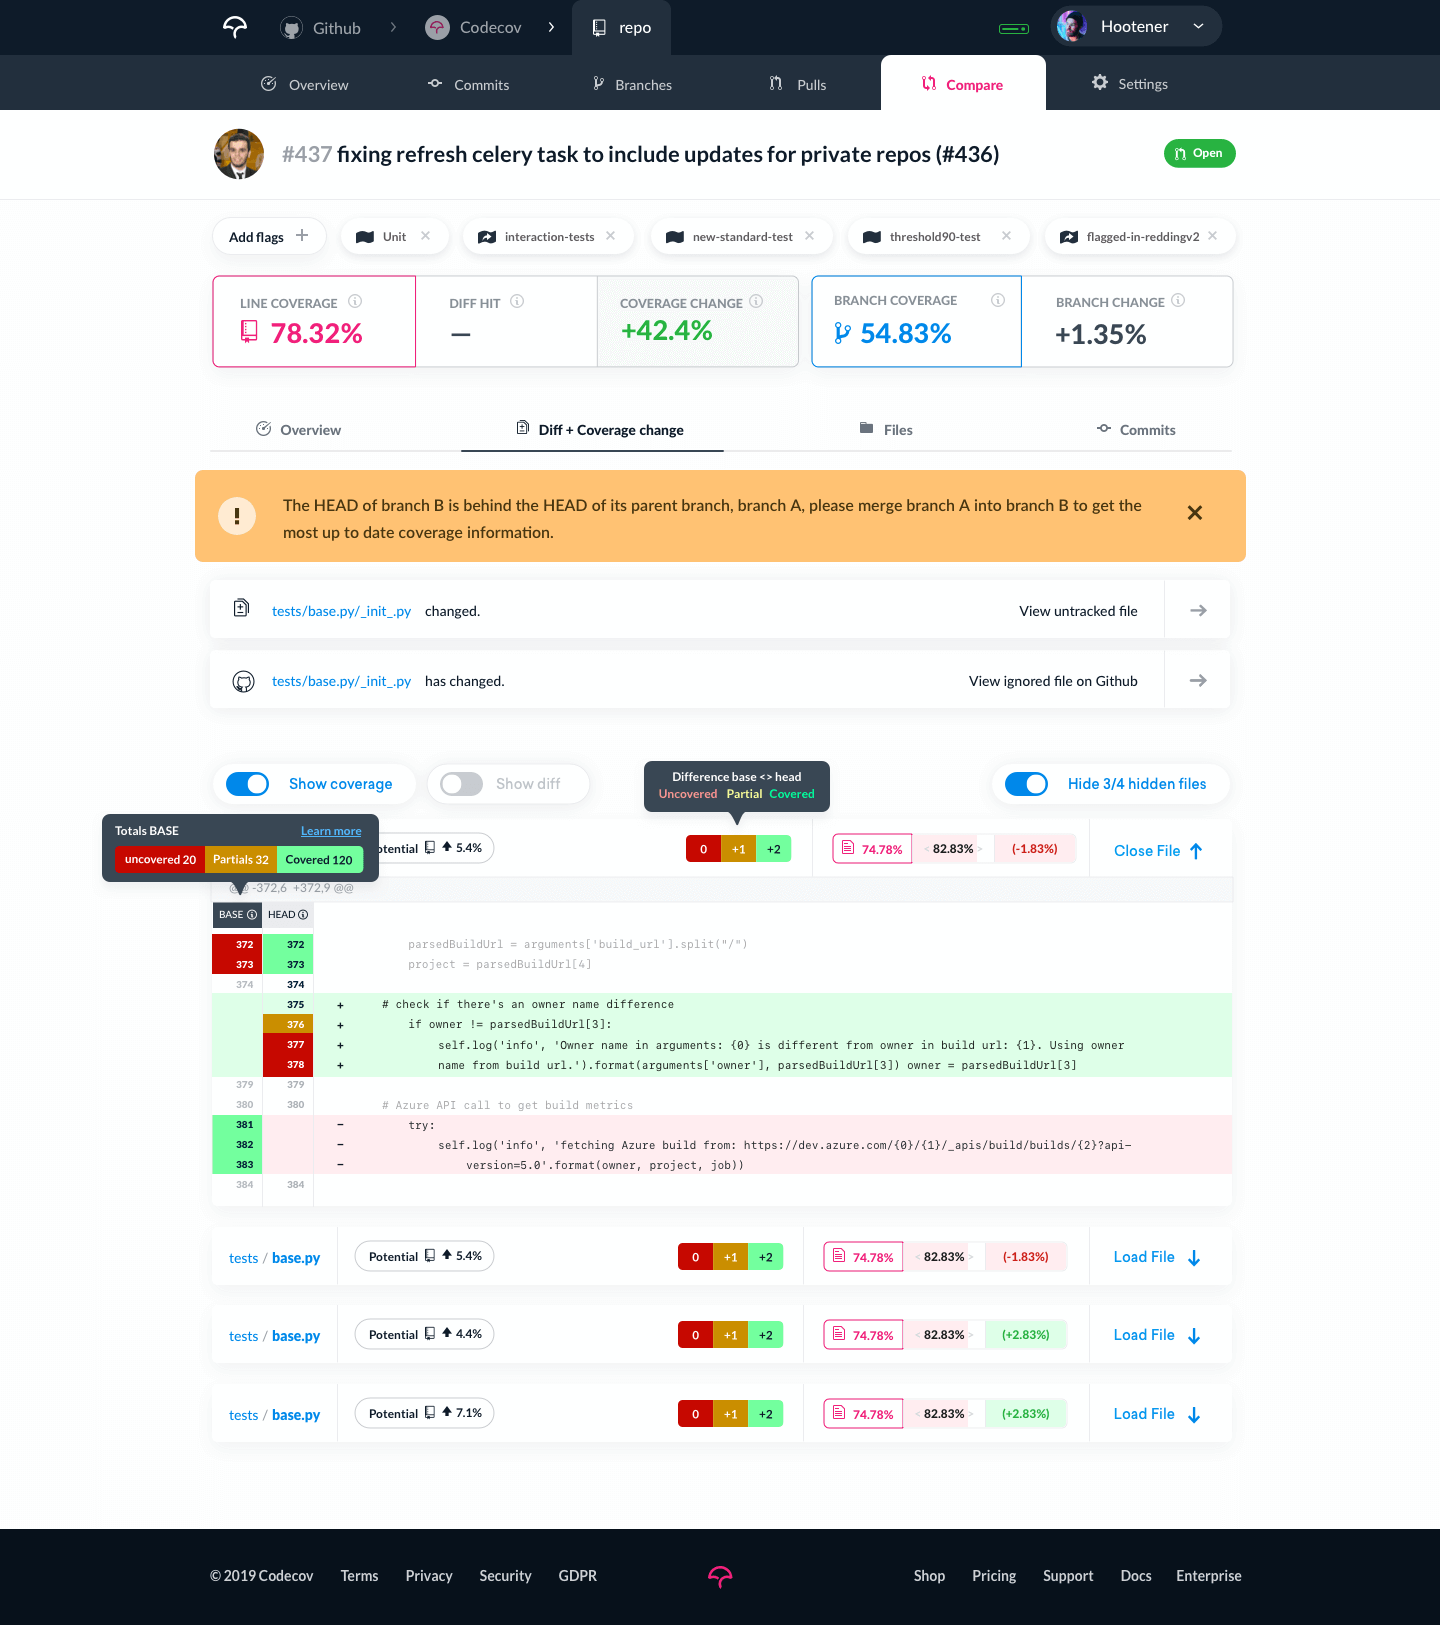 Github
Codecov
repo
Hootener
Overview
Commits
Branches
Pulls
Compare
Settings
#437 fixing refresh celery task to include updates for private repos (#436)
Open
Add flags
Unit
interaction-tests
new-standard-test
threshold90-test
flagged-in-reddingv2
LINE COVERAGE
78.32%
DIFF HIT
—
COVERAGE CHANGE
+42.4%
BRANCH COVERAGE
54.83%
BRANCH CHANGE
+1.35%
Overview
Diff + Coverage change
Files
Commits
The HEAD of branch B is behind the HEAD of its parent branch, branch A, please merge branch A into branch B to get the
most up to date coverage information.
tests/base.py/_init_.py changed.
View untracked file
tests/base.py/_init_.py has changed.
View ignored file on Github
Show coverage
Show diff
Difference base <> head
Uncovered Partial Covered
Hide 3/4 hidden files
Totals BASE
Learn more
uncovered 20
Partials 32
Covered 120
otential 5.4%
0 +1 +2
74.78%
< 82.83% >
(-1.83%)
Close File
@@ -372,6 +372,9 @@
BASE HEAD
372 372 parsedBuildUrl = arguments['build_url'].split("/")
373 373 project = parsedBuildUrl[4]
374 374
375 + # check if there's an owner name difference
376 + if owner != parsedBuildUrl[3]:
377 + self.log('info', 'Owner name in arguments: {0} is different from owner in build url: {1}. Using owner
378 + name from build url.').format(arguments['owner'], parsedBuildUrl[3]) owner = parsedBuildUrl[3]
379 379
380 380 # Azure API call to get build metrics
381 – try:
382 – self.log('info', 'fetching Azure build from: https://dev.azure.com/{0}/{1}/_apis/build/builds/{2}?api-
383 – version=5.0'.format(owner, project, job))
384 384
tests / base.py
Potential 5.4%
0 +1 +2
74.78%
< 82.83% >
(-1.83%)
Load File
tests / base.py
Potential 4.4%
0 +1 +2
74.78%
< 82.83% >
(+2.83%)
Load File
tests / base.py
Potential 7.1%
0 +1 +2
74.78%
< 82.83% >
(+2.83%)
Load File
© 2019 Codecov
Terms
Privacy
Security
GDPR
Shop
Pricing
Support
Docs
Enterprise